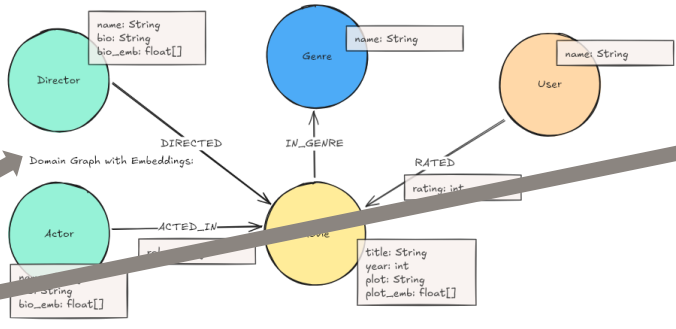 name: String
bio: String
bio_emb: float[]
Director
name: String
Genre
name: String
User
DIRECTED
IN_GENRE
RATED
Domain Graph with Embeddings:
rating: int
Actor
ACTED_IN
String
bio_emb: float[]
title: String
year: int
plot: String
plot_emb: float[]